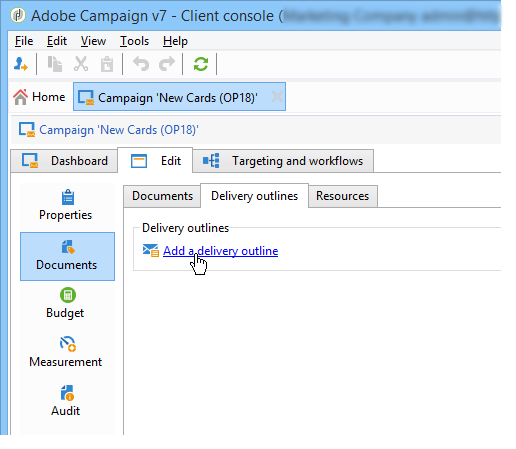 Adobe Campaign v7 - Client console (
File Edit View Tools Help
Home Campaign 'New Cards (OP18)'
Campaign 'New Cards (OP18)'
Dashboard Edit Targeting and workflows
Documents Delivery outlines Resources
Properties
Delivery outlines
Add a delivery outline
Documents
Budget
Measurement
Audit